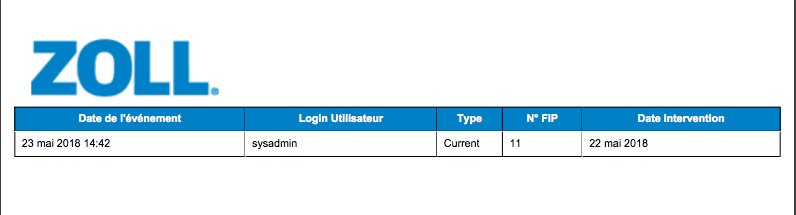 ZOLL®
Date de l'événement Login Utilisateur Type N° FIP Date Intervention
23 mai 2018 14:42 sysadmin Current 11 22 mai 2018